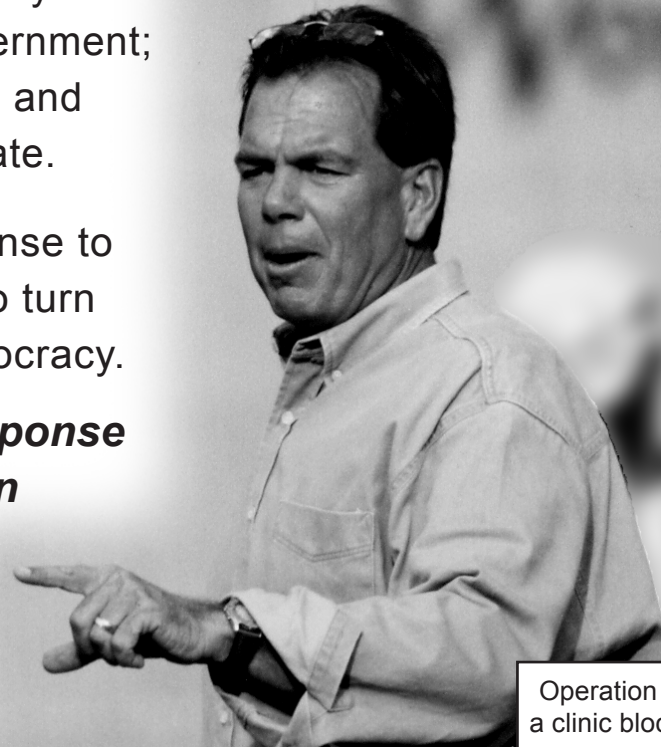 ernment;
and
ate.
nse to
o turn
ocracy.
ponse
n
Operation
a clinic bloc